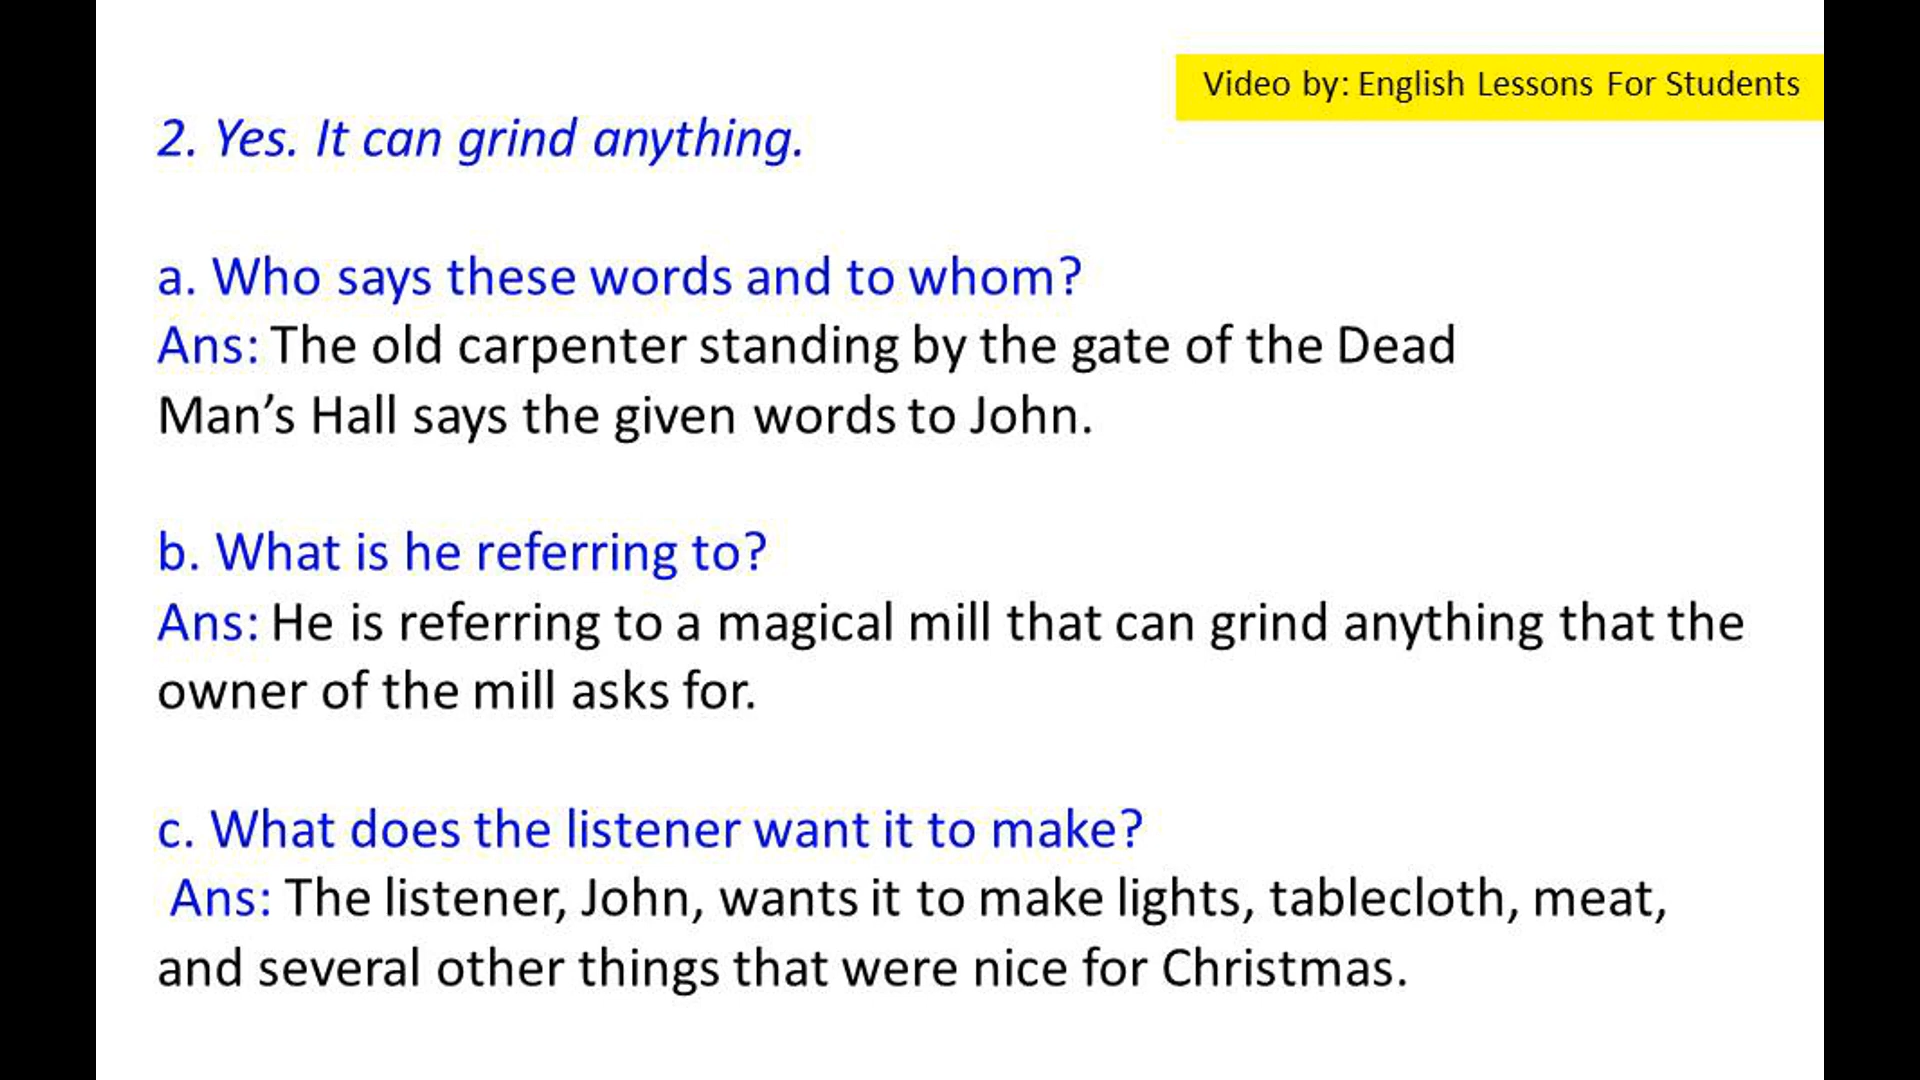 Video by: English Lessons For Students
2. Yes. It can grind anything.
a. Who says these words and to whom?
Ans: The old carpenter standing by the gate of the Dead
Man’s Hall says the given words to John.
b. What is he referring to?
Ans: He is referring to a magical mill that can grind anything that the
owner of the mill asks for.
c. What does the listener want it to make?
Ans: The listener, John, wants it to make lights, tablecloth, meat,
and several other things that were nice for Christmas.